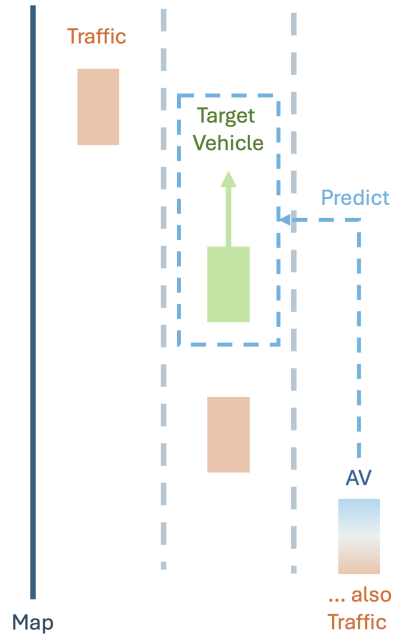 Traffic
Target
Vehicle
Predict
AV
... also
Traffic
Map